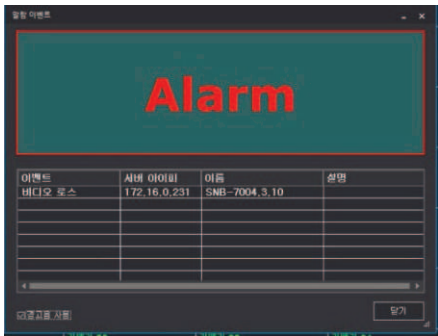 알람 이벤트
Alarm
이벤트 서버 아이피 이름 설명
비디오 로스 172,16,0,231 SNB-7004,3,10
경고음 사용
닫기